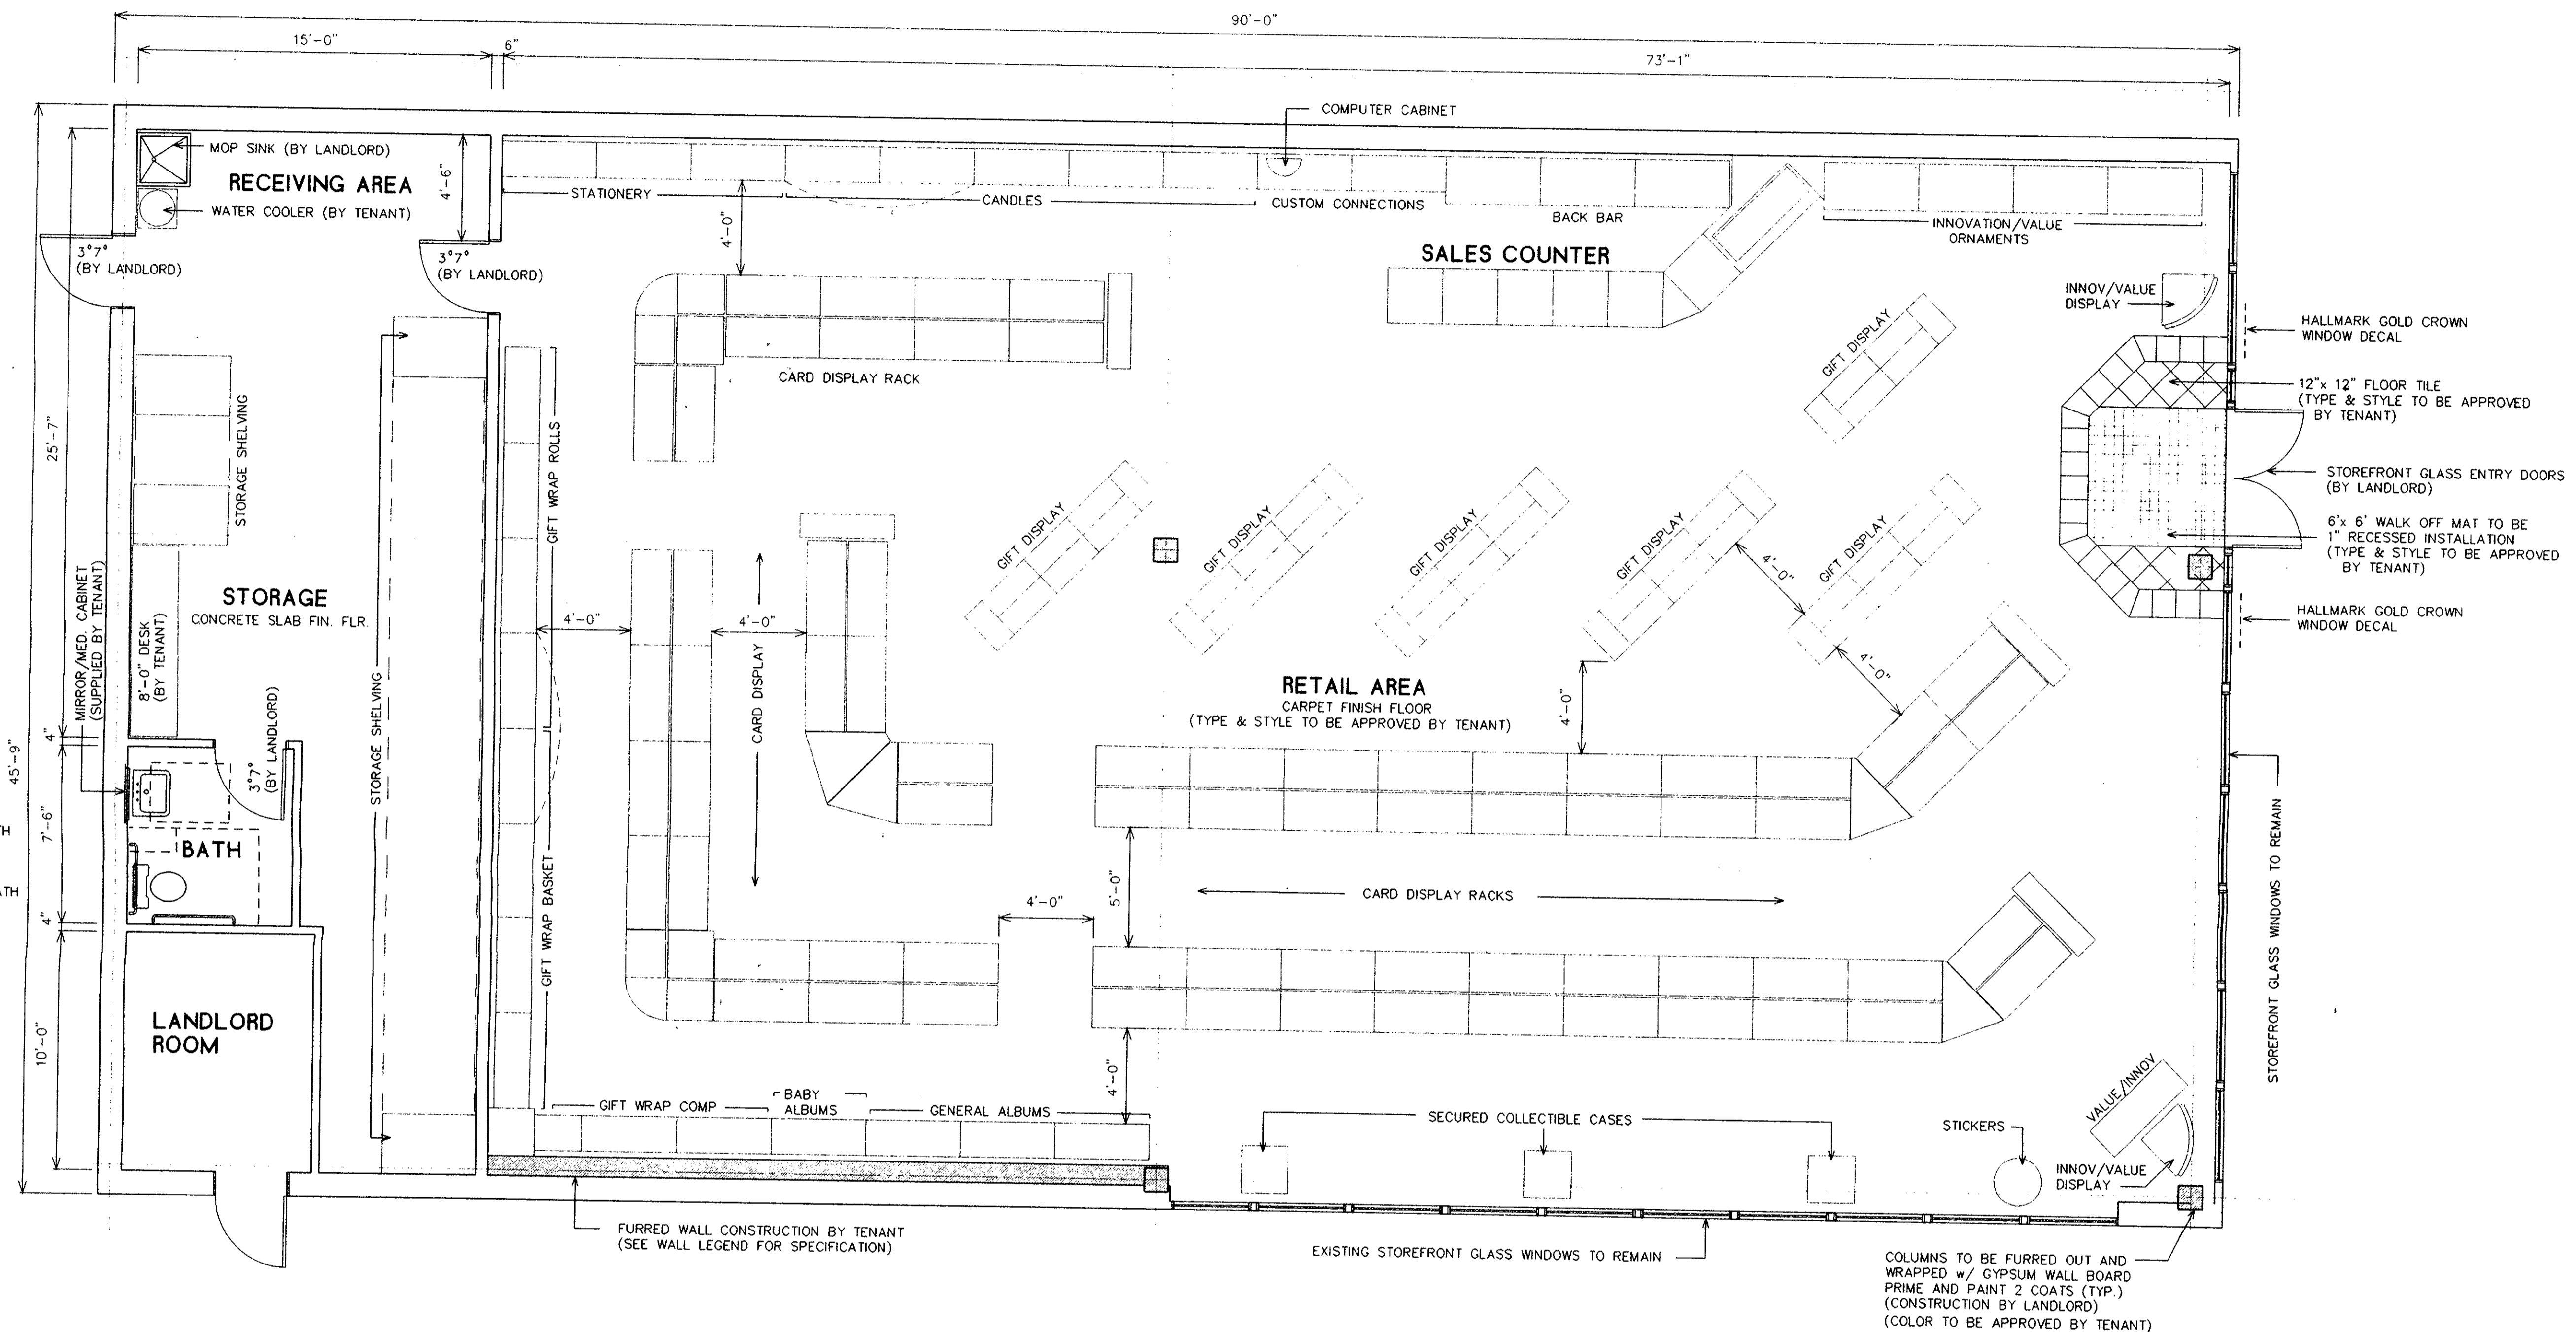 90'-0"
15'-0"
6"
73'-1"
COMPUTER CABINET
MOP SINK (BY LANDLORD)
RECEIVING AREA
4'-6"
WATER COOLER (BY TENANT)
STATIONERY
CANDLES
CUSTOM CONNECTIONS
BACK BAR
INNOVATION/VALUE
ORNAMENTS
4'-0"
SALES COUNTER
3°7°
(BY LANDLORD)
3°7°
(BY LANDLORD)
INNOV/VALUE
DISPLAY
HALLMARK GOLD CROWN
WINDOW DECAL
GIFT DISPLAY
CARD DISPLAY RACK
12"x 12" FLOOR TILE
(TYPE & STYLE TO BE APPROVED
BY TENANT)
25'-7"
STORAGE SHELVING
GIFT WRAP ROLLS
STOREFRONT GLASS ENTRY DOORS
(BY LANDLORD)
GIFT DISPLAY
GIFT DISPLAY
GIFT DISPLAY
GIFT DISPLAY
GIFT DISPLAY
4'-0"
6'x 6' WALK OFF MAT TO BE
1" RECESSED INSTALLATION
(TYPE & STYLE TO BE APPROVED
BY TENANT)
MIRROR/MED. CABINET
(SUPPLIED BY TENANT)
STORAGE
CONCRETE SLAB FIN. FLR.
8'-0" DESK
(BY TENANT)
4'-0"
4'-0"
CARD DISPLAY
HALLMARK GOLD CROWN
WINDOW DECAL
4'-0"
4'-0"
RETAIL AREA
CARPET FINISH FLOOR
(TYPE & STYLE TO BE APPROVED BY TENANT)
STORAGE SHELVING
3°7°
(BY LANDLORD)
45'-9"
4"
7'-6"
4"
TH
ATH
BATH
GIFT WRAP BASKET
4'-0"
5'-0"
CARD DISPLAY RACKS
STOREFRONT GLASS WINDOWS TO REMAIN
10'-0"
LANDLORD
ROOM
4'-0"
GIFT WRAP COMP
BABY
ALBUMS
GENERAL ALBUMS
SECURED COLLECTIBLE CASES
STICKERS
VALUE/INNOV
INNOV/VALUE
DISPLAY
FURRED WALL CONSTRUCTION BY TENANT
(SEE WALL LEGEND FOR SPECIFICATION)
EXISTING STOREFRONT GLASS WINDOWS TO REMAIN
COLUMNS TO BE FURRED OUT AND
WRAPPED w/ GYPSUM WALL BOARD
PRIME AND PAINT 2 COATS (TYP.)
(CONSTRUCTION BY LANDLORD)
(COLOR TO BE APPROVED BY TENANT)